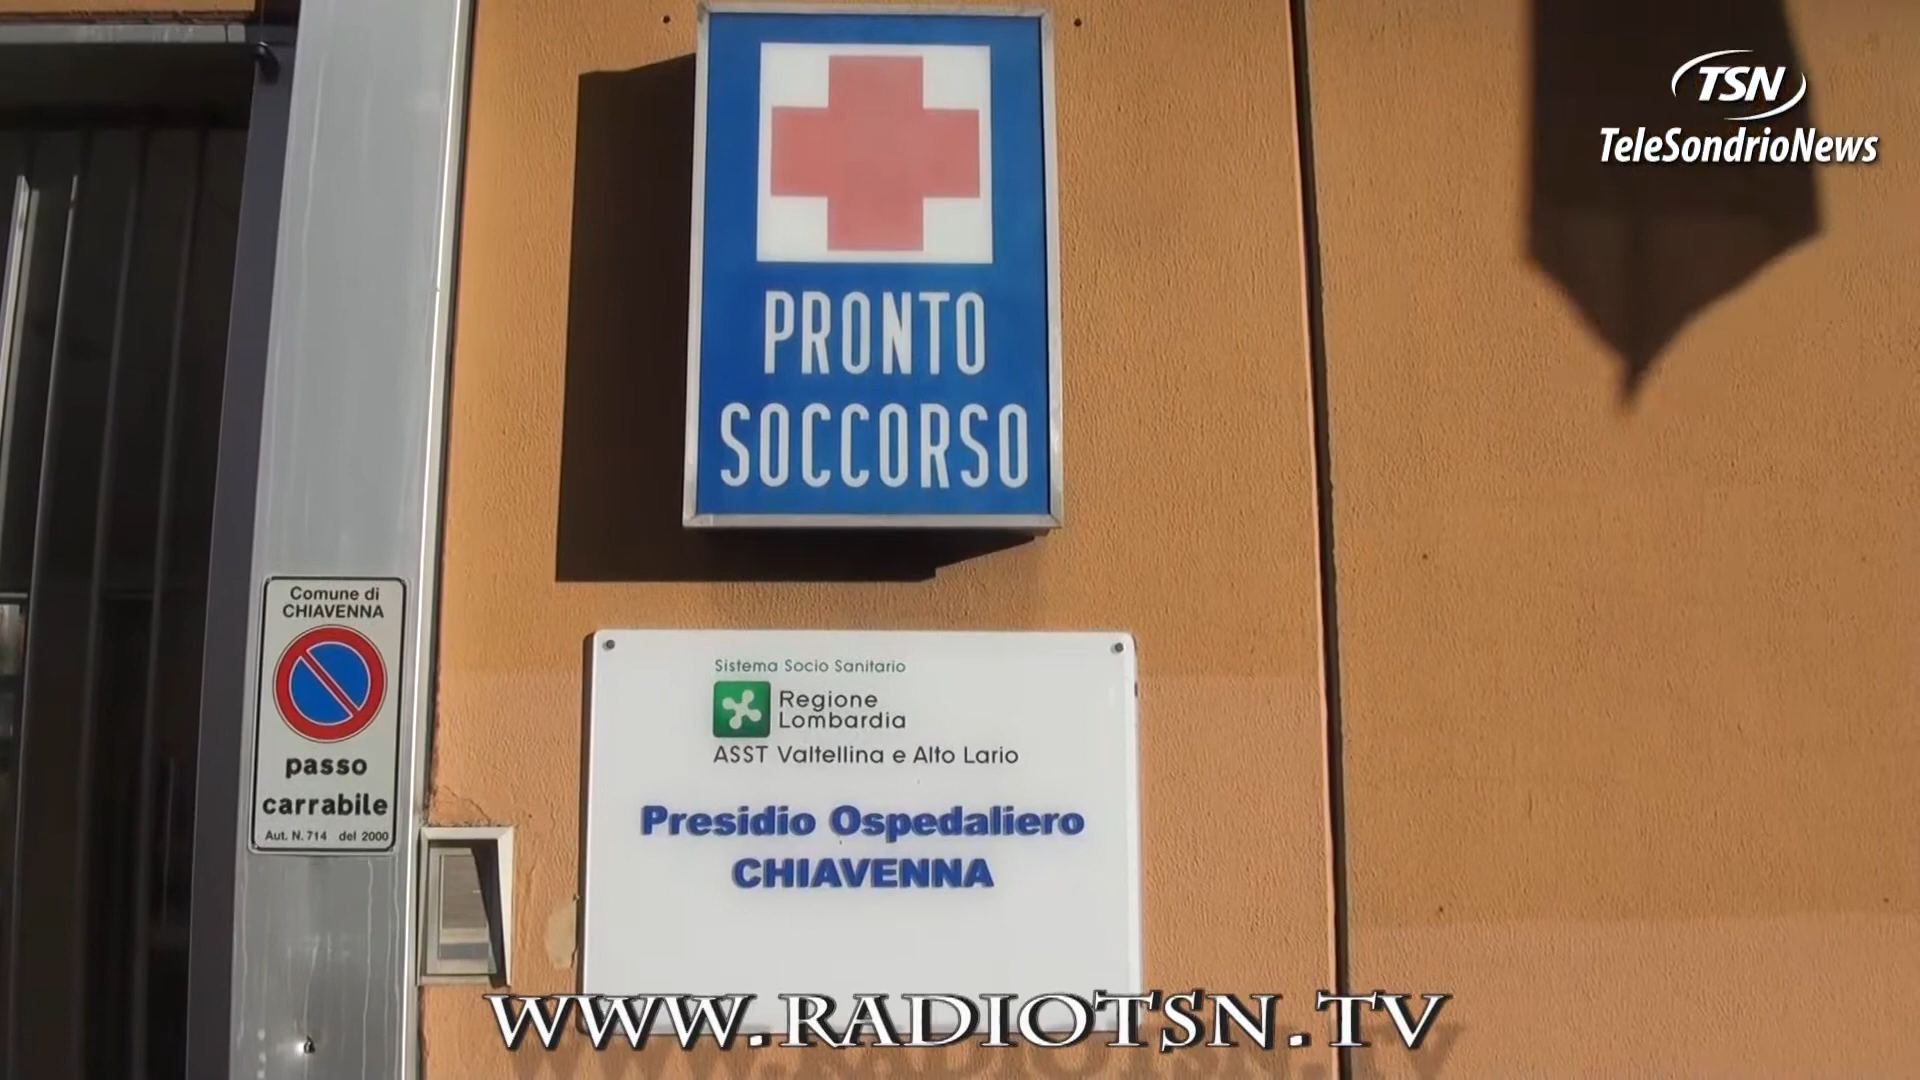 TSN
TeleSondrioNews
PRONTO
SOCCORSO
Comune di
CHIAVENNA
passo
carrabile
Aut. N. 714 del 2000
Sistema Socio Sanitario
Regione
Lombardia
ASST Valtellina e Alto Lario
Presidio Ospedaliero
CHIAVENNA
WWW.RADIOTSN.TV